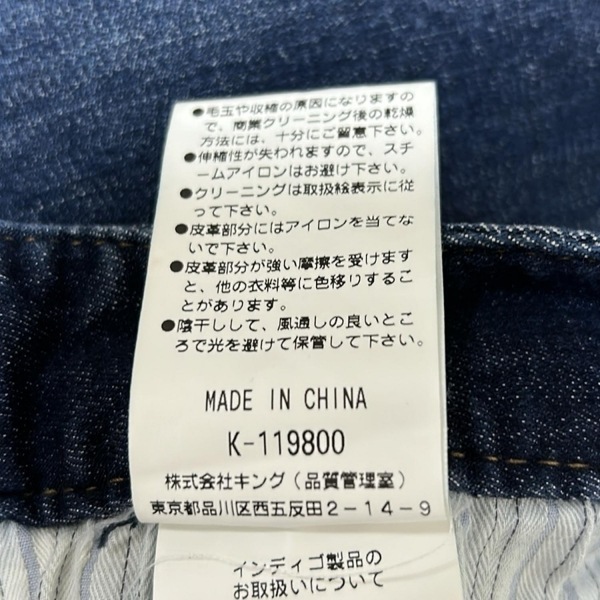 ●毛玉や収縮の原因になりますの
で、商業クリーニング後の乾燥
方法には、十分にご留意下さい。
●伸縮性が失われますので、スチ
ームアイロンはお避け下さい。
●クリーニングは取扱絵表示に従
って下さい。
●皮革部分にはアイロンを当てな
いで下さい。
●皮革部分が強い摩擦を受けます
と、他の衣料等に色移りするこ
とがあります。
●陰干しして、風通しの良いとこ
ろで光を避けて保管して下さい。
MADE IN CHINA
K-119800
株式会社キング(品質管理室)
東京都品川区西五反田2-14-9
インディゴ製品の
お取扱いについて